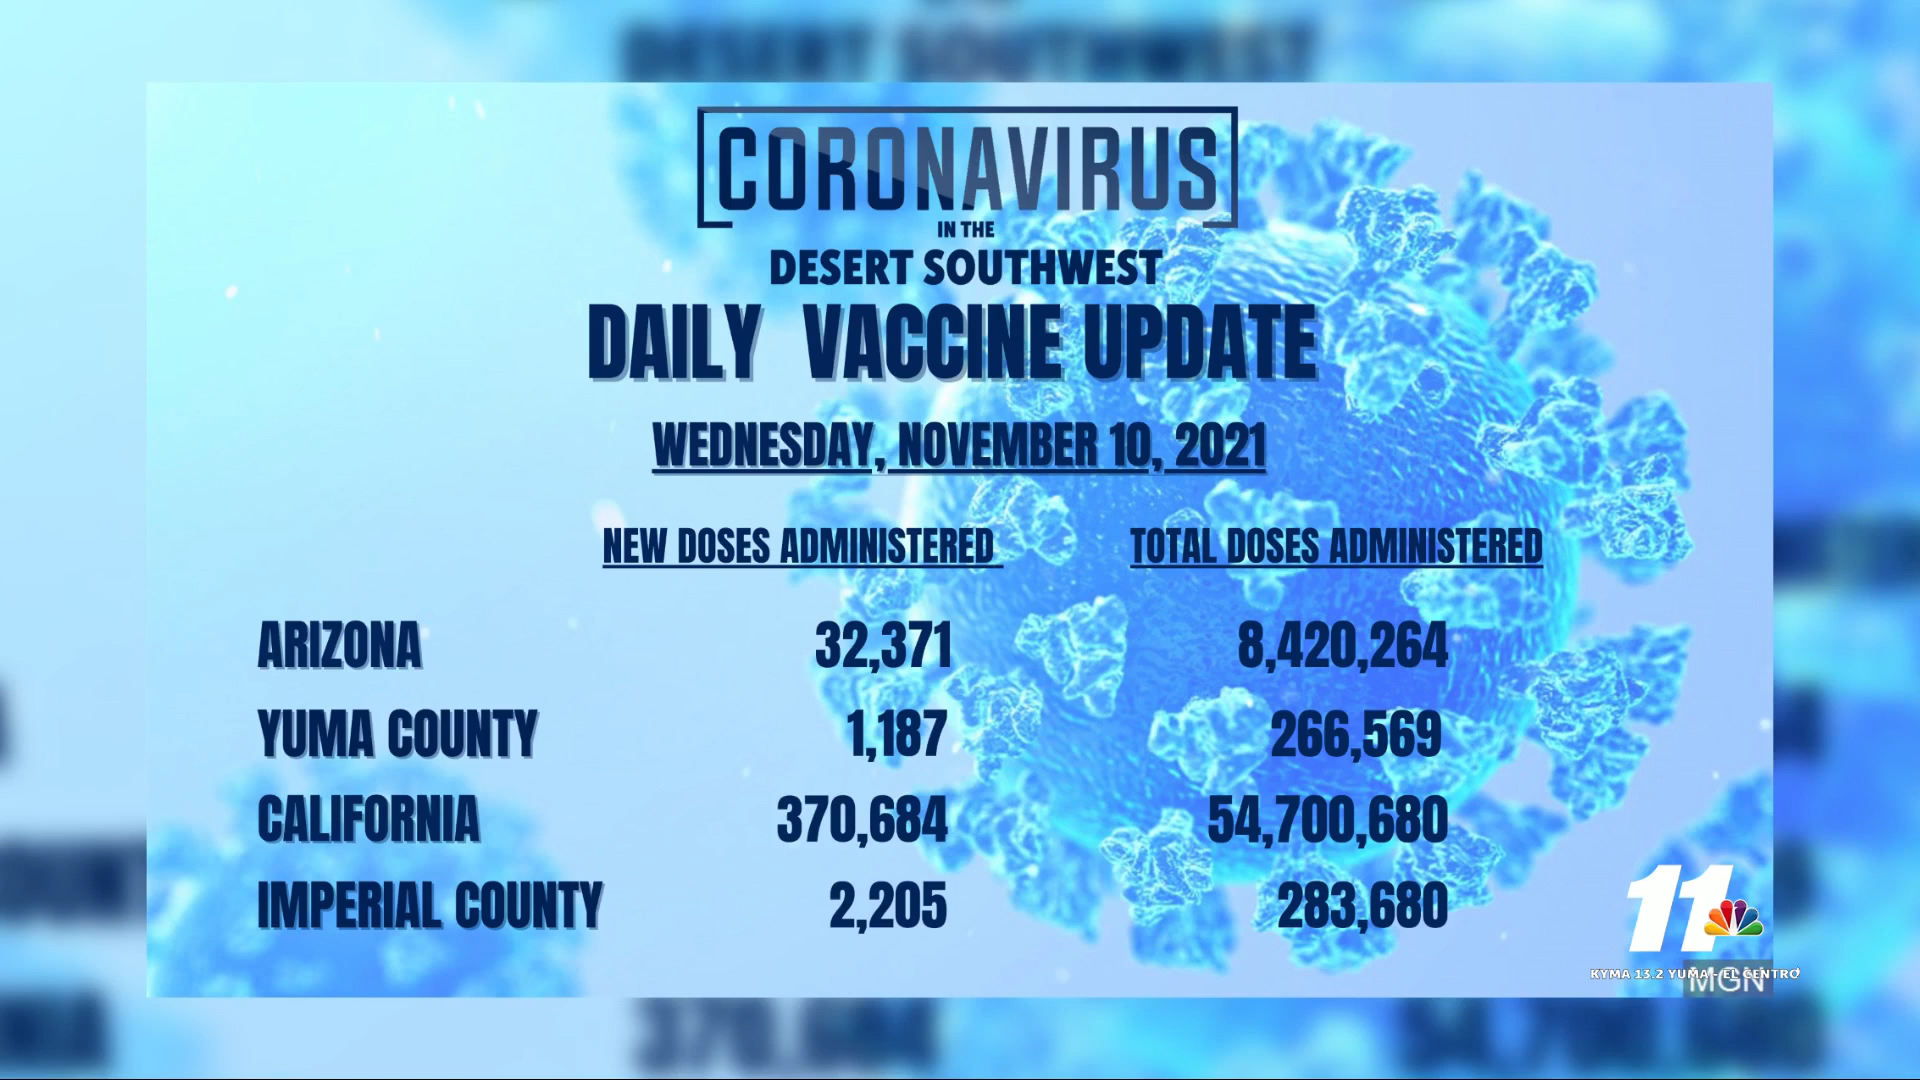 CORONAVIRUS
IN THE
DESERT SOUTHWEST
DAILY VACCINE UPDATE
WEDNESDAY, NOVEMBER 10, 2021
NEW DOSES ADMINISTERED TOTAL DOSES ADMINISTERED
ARIZONA 32,371 8,420,264
YUMA COUNTY 1,187 266,569
CALIFORNIA 370,684 54,700,680
IMPERIAL COUNTY 2,205 283,680
11
KYMA 13.2 YUMA - EL CENTRO
MGN